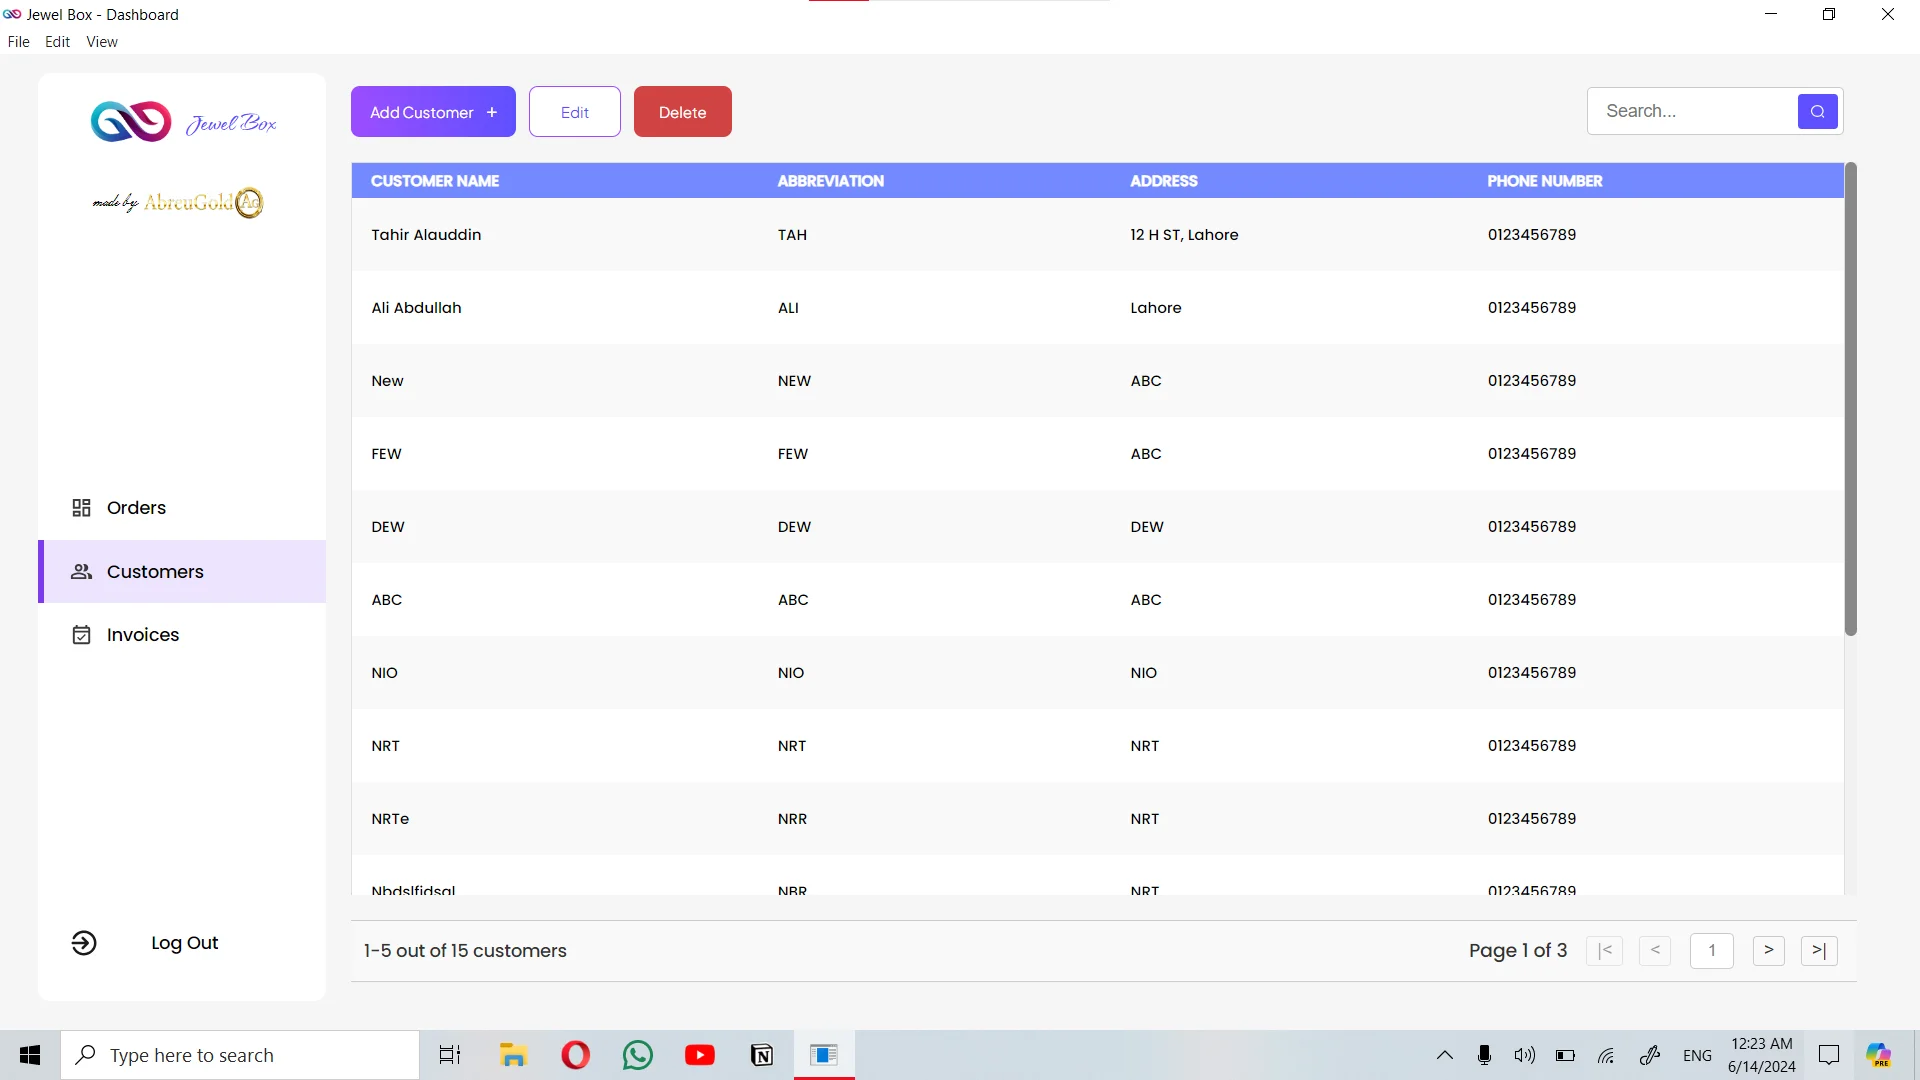 Jewel Box - Dashboard
File Edit View
Jewel Box
made by AbreuGold AG
Orders
Customers
Invoices
Log Out
Add Customer + Edit Delete
Search...
CUSTOMER NAME ABBREVIATION ADDRESS PHONE NUMBER
Tahir Alauddin TAH 12 H ST, Lahore 0123456789
Ali Abdullah ALI Lahore 0123456789
New NEW ABC 0123456789
FEW FEW ABC 0123456789
DEW DEW DEW 0123456789
ABC ABC ABC 0123456789
NIO NIO NIO 0123456789
NRT NRT NRT 0123456789
NRTe NRR NRT 0123456789
NBR NRT 0123456789
1-5 out of 15 customers Page 1 of 3 |< < 1 > >|
Type here to search
ENG
12:23 AM
6/14/2024
PRE